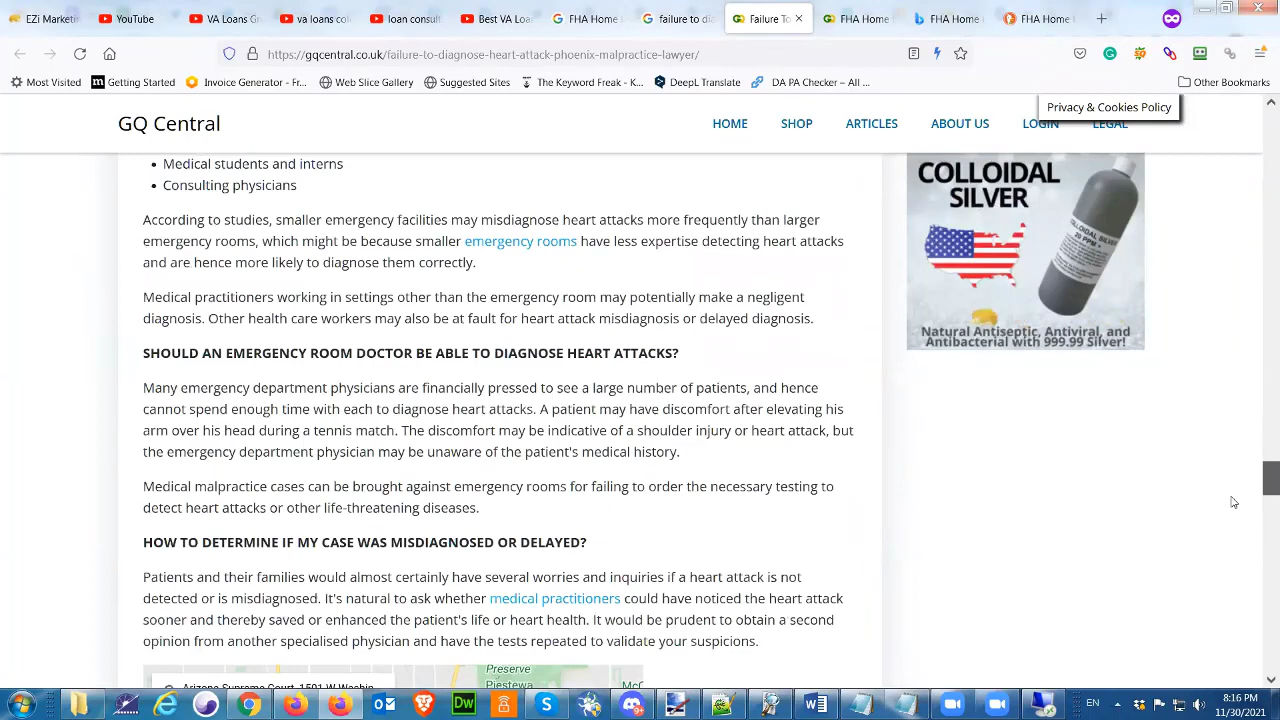 EZi Marketi
YouTube
VA Loans G
va loans col
loan consult
Best VA Loa
FHA Home
failure to dia
Failure To
FHA Home
FHA Home
FHA Home
https://gqcentral.co.uk/failure-to-diagnose-heart-attack-phoenix-malpractice-lawyer/
Most Visited
Getting Started
Invoice Generator - Fr...
Web Slice Gallery
Suggested Sites
The Keyword Freak - K...
DeepL Translate
DA PA Checker – All ...
Other Bookmarks
Privacy & Cookies Policy
GQ Central
HOME
SHOP
ARTICLES
ABOUT US
LOGIN
LEGAL
• Medical students and interns
• Consulting physicians
According to studies, smaller emergency facilities may misdiagnose heart attacks more frequently than larger
emergency rooms, which might be because smaller emergency rooms have less expertise detecting heart attacks
and are hence more likely to diagnose them correctly.
Medical practitioners working in settings other than the emergency room may potentially make a negligent
diagnosis. Other health care workers may also be at fault for heart attack misdiagnosis or delayed diagnosis.
SHOULD AN EMERGENCY ROOM DOCTOR BE ABLE TO DIAGNOSE HEART ATTACKS?
Many emergency department physicians are financially pressed to see a large number of patients, and hence
cannot spend enough time with each to diagnose heart attacks. A patient may have discomfort after elevating his
arm over his head during a tennis match. The discomfort may be indicative of a shoulder injury or heart attack, but
the emergency department physician may be unaware of the patient's medical history.
Medical malpractice cases can be brought against emergency rooms for failing to order the necessary testing to
detect heart attacks or other life-threatening diseases.
HOW TO DETERMINE IF MY CASE WAS MISDIAGNOSED OR DELAYED?
Patients and their families would almost certainly have several worries and inquiries if a heart attack is not
detected or is misdiagnosed. It's natural to ask whether medical practitioners could have noticed the heart attack
sooner and thereby saved or enhanced the patient's life or heart health. It would be prudent to obtain a second
opinion from another specialised physician and have the tests repeated to validate your suspicions.
Arizona Supreme Court, 1501 W Washin
Preserve
Piestewa
COLLOIDAL
SILVER
COLLOIDAL SILVER
20 PPM
Natural Antiseptic, Antiviral, and
Antibacterial with 999.99 Silver!
EN
8:16 PM
11/30/2021